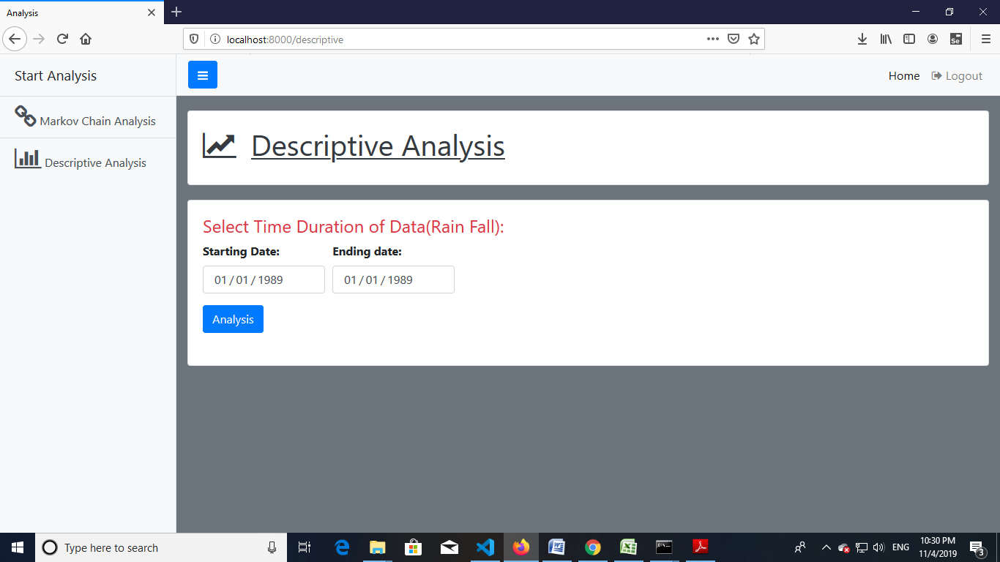 Analysis
localhost:8000/descriptive
Se
Start Analysis
Home Logout
Markov Chain Analysis
Descriptive Analysis
Descriptive Analysis
Select Time Duration of Data(Rain Fall):
Starting Date: Ending date:
01 / 01 / 1989 01 / 01 / 1989
Analysis
Type here to search
ENG
10:30 PM
11/4/2019
3